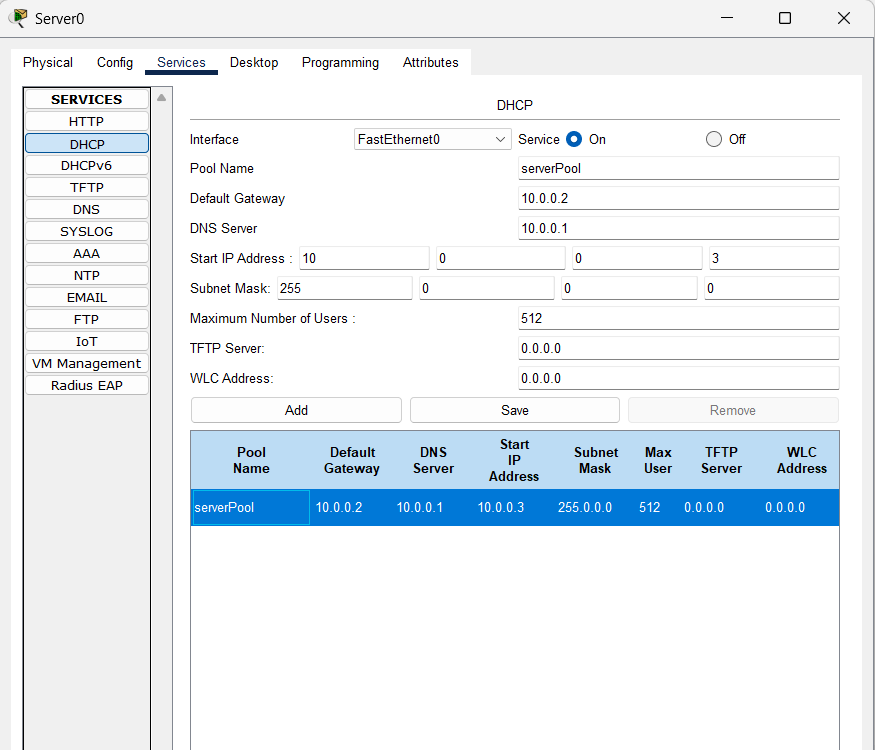 Server0
Physical Config Services Desktop Programming Attributes
SERVICES
HTTP
DHCP
DHCPv6
TFTP
DNS
SYSLOG
AAA
NTP
EMAIL
FTP
IoT
VM Management
Radius EAP
DHCP
Interface FastEthernet0 Service On Off
Pool Name serverPool
Default Gateway 10.0.0.2
DNS Server 10.0.0.1
Start IP Address : 10 0 0 3
Subnet Mask: 255 0 0 0
Maximum Number of Users : 512
TFTP Server: 0.0.0.0
WLC Address: 0.0.0.0
Add Save Remove
Pool Name Default Gateway DNS Server Start IP Address Subnet Mask Max User TFTP Server WLC Address
serverPool 10.0.0.2 10.0.0.1 10.0.0.3 255.0.0.0 512 0.0.0.0 0.0.0.0